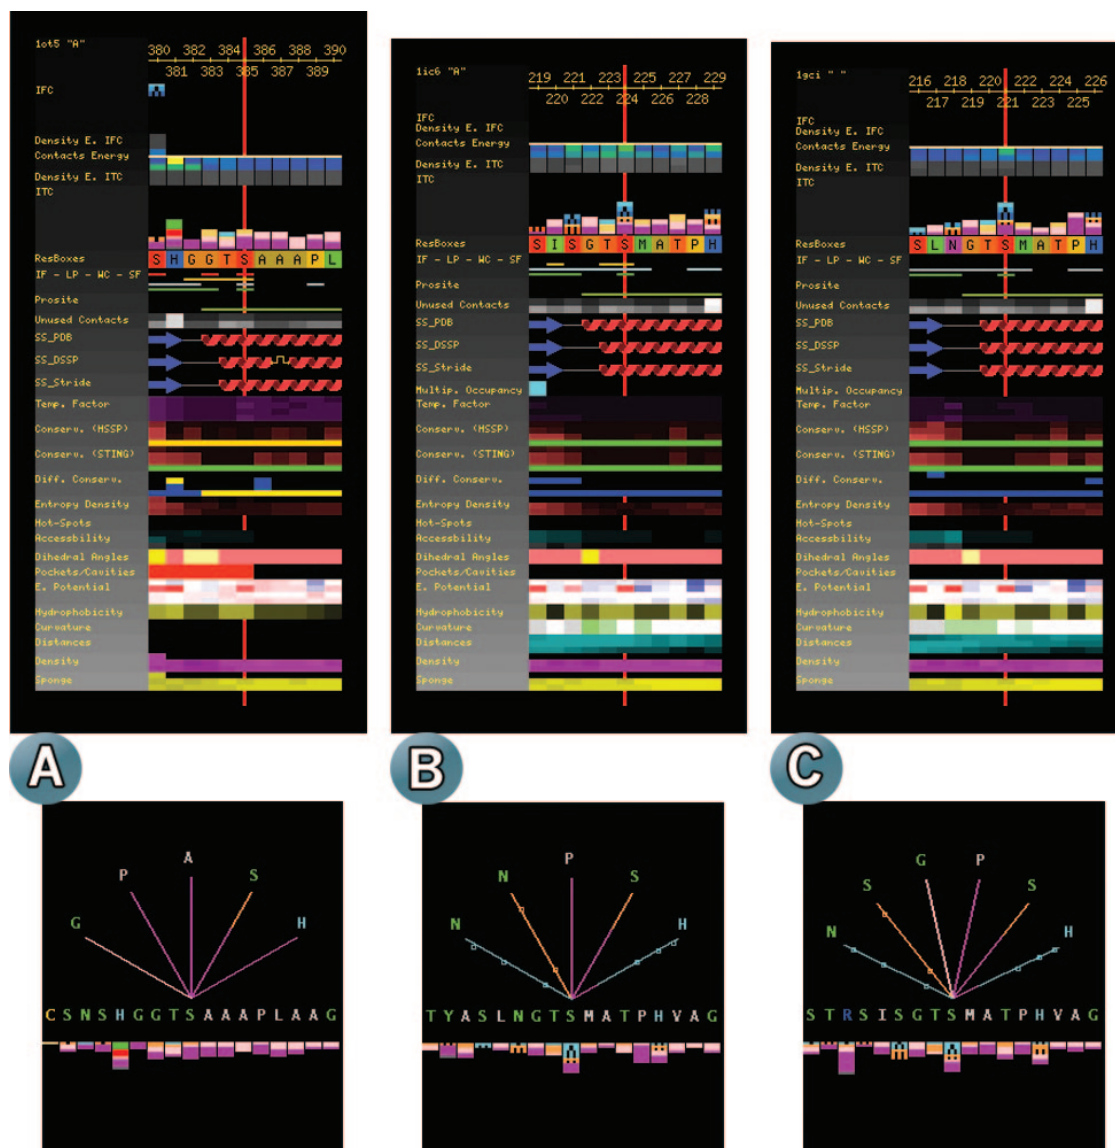 1ot5 "A"
380 382 384 386 388 390
381 383 385 387 389
IFC
Density E. IFC
Contacts Energy
Density E. ITC
ITC
ResBoxes
S H G G T S A A A P L
IF - LP - WC - SF
Prosite
Unused Contacts
SS_PDB
SS_DSSP
SS_Stride
Temp. Factor
Conserv. (HSSP)
Conserv. (STING)
Diff. Conserv.
Entropy Density
Hot-Spots
Accessbility
Dihedral Angles
Pockets/Cavities
E. Potential
Hydrophobicity
Curvature
Distances
Density
Sponge
1ic6 "A"
219 221 223 225 227 229
220 222 224 226 228
IFC
Density E. IFC
Contacts Energy
Density E. ITC
ITC
ResBoxes
S I S G T S M A T P H
IF - LP - WC - SF
Prosite
Unused Contacts
SS_PDB
SS_DSSP
SS_Stride
Multip. Occupancy
Temp. Factor
Conserv. (HSSP)
Conserv. (STING)
Diff. Conserv.
Entropy Density
Hot-Spots
Accessbility
Dihedral Angles
Pockets/Cavities
E. Potential
Hydrophobicity
Curvature
Distances
Density
Sponge
1gci " "
216 218 220 222 224 226
217 219 221 223 225
IFC
Density E. IFC
Contacts Energy
Density E. ITC
ITC
ResBoxes
S L N G T S M A T P H
IF - LP - WC - SF
Prosite
Unused Contacts
SS_PDB
SS_DSSP
SS_Stride
Multip. Occupancy
Temp. Factor
Conserv. (HSSP)
Conserv. (STING)
Diff. Conserv.
Entropy Density
Hot-Spots
Accessbility
Dihedral Angles
Pockets/Cavities
E. Potential
Hydrophobicity
Curvature
Distances
Density
Sponge
A
B
C
A
P S
G H
C S N S H G G T S A A A P L A A G
P
N S
N H
T Y A S L N G T S M A T P H V A G
G P
S S
N H
S T R S I S G T S M A T P H V A G